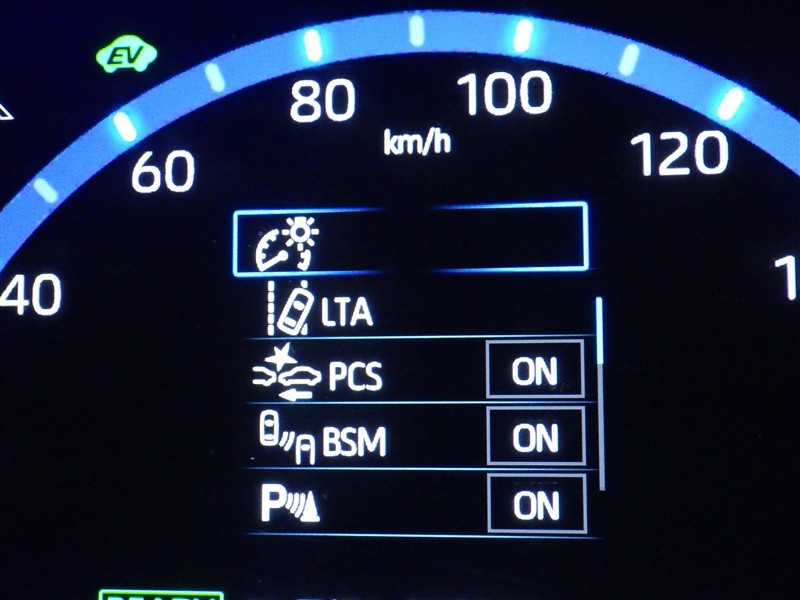 EV
80
100
km/h
60
120
40
LTA
PCS ON
BSM ON
P ON